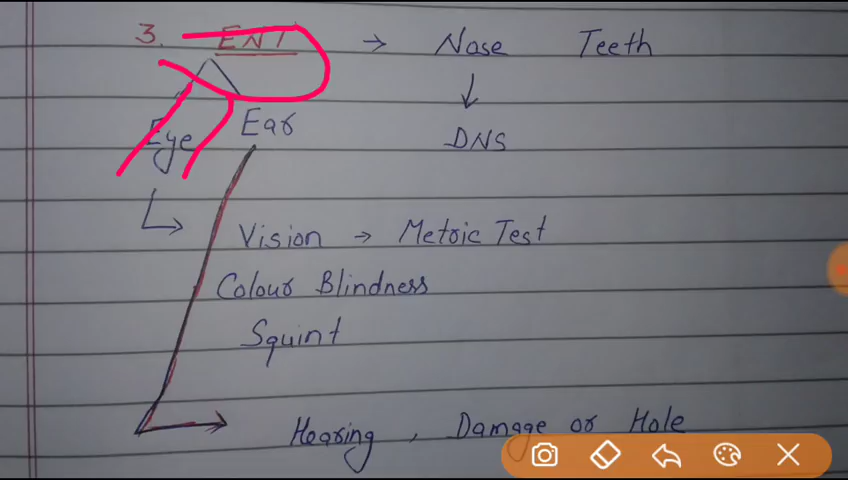 3. ENT → Nose Teeth
Eye Ear
DNS
Vision → Metric Test
Colour Blindness
Squint
Hearing, Damage or Hole